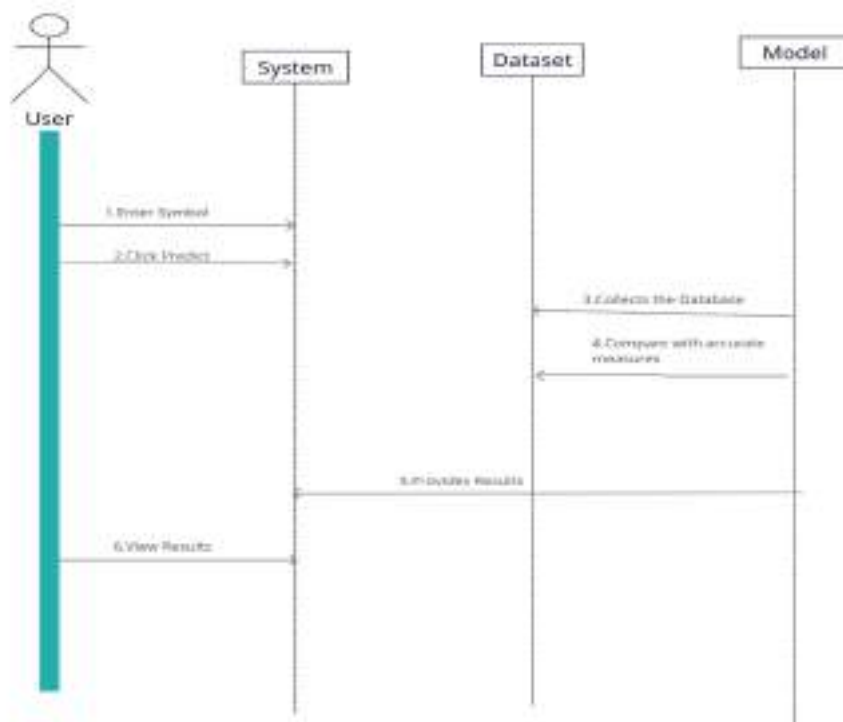 User
System
Dataset
Model
1.Enter Symbol
2.Click Predict
3.Collects the Database
4.Compare with accurate
measures
5.Provides Results
6.View Results